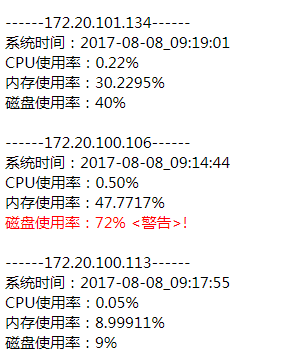 ------172.20.101.134------
系统时间：2017-08-08_09:19:01
CPU使用率：0.22%
内存使用率：30.2295%
磁盘使用率：40%

------172.20.100.106------
系统时间：2017-08-08_09:14:44
CPU使用率：0.50%
内存使用率：47.7717%
磁盘使用率：72% <警告>!

------172.20.100.113------
系统时间：2017-08-08_09:17:55
CPU使用率：0.05%
内存使用率：8.99911%
磁盘使用率：9%